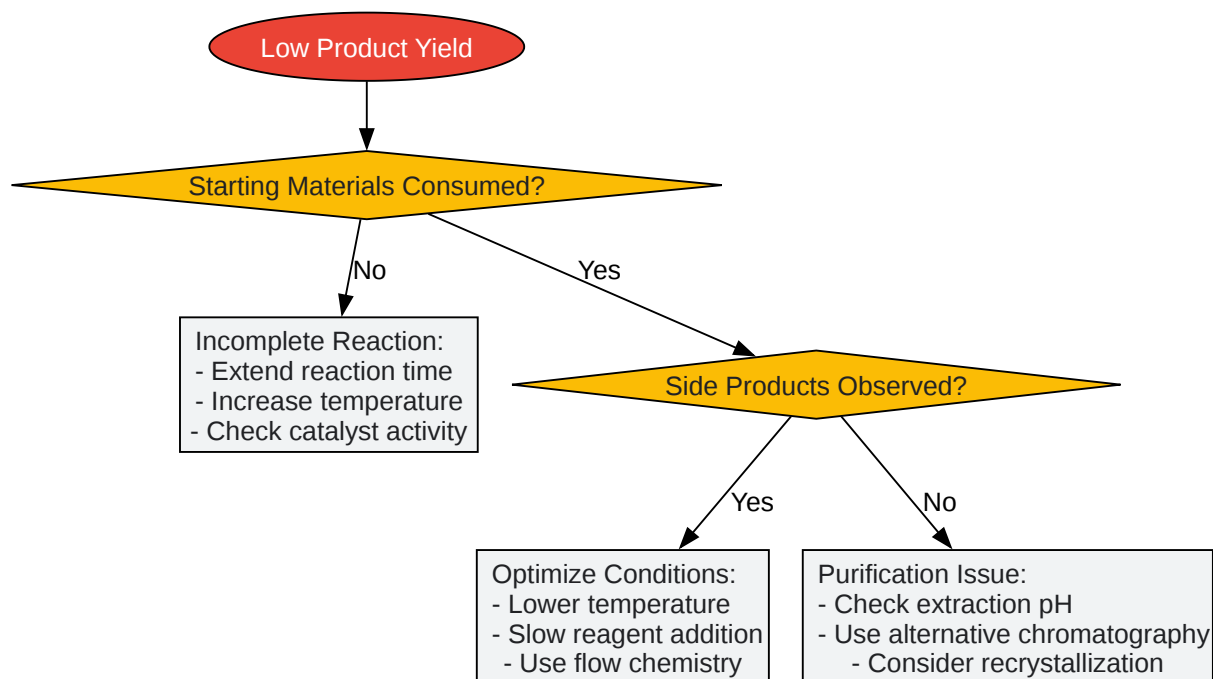 Low Product Yield
Starting Materials Consumed?
No
Yes
Incomplete Reaction:
- Extend reaction time
- Increase temperature
- Check catalyst activity
Side Products Observed?
Yes
No
Optimize Conditions:
- Lower temperature
- Slow reagent addition
- Use flow chemistry
Purification Issue:
- Check extraction pH
- Use alternative chromatography
- Consider recrystallization